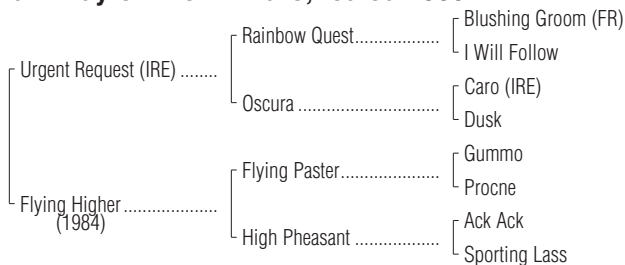 Blushing Groom (FR)
Rainbow Quest..................
I Will Follow
Urgent Request (IRE) ........
Caro (IRE)
Oscura ..............................
Dusk
Gummo
Flying Paster.....................
Procne
Flying Higher ....................
(1984)
Ack Ack
High Pheasant ..................
Sporting Lass